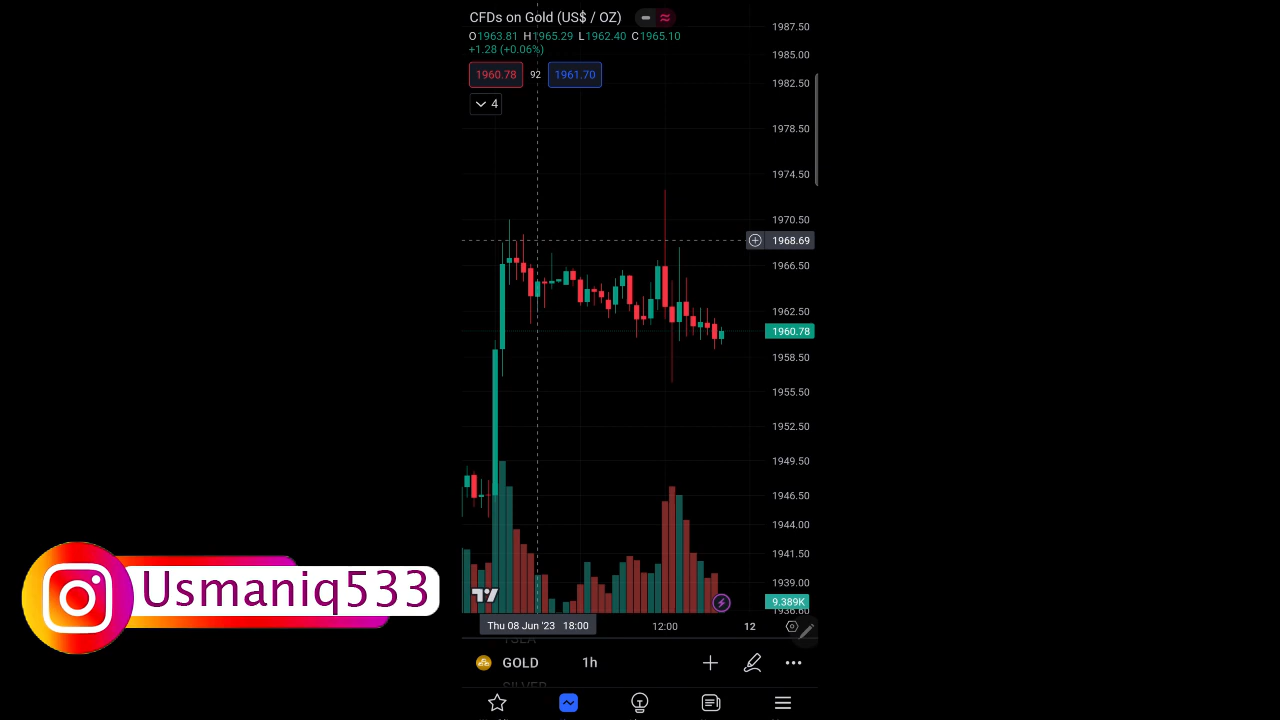 CFDs on Gold (US$ / OZ)
O1963.81 H1965.29 L1962.40 C1965.10
+1.28 (+0.06%)
1960.78 92 1961.70
4
1987.50
1985.00
1982.50
1978.50
1974.50
1970.50
1968.69
1966.50
1962.50
1960.78
1958.50
1955.50
1952.50
1949.50
1946.50
1944.00
1941.50
1939.00
9.389K
Thu 08 Jun '23 18:00 12:00 12
GOLD 1h
Usmaniq533